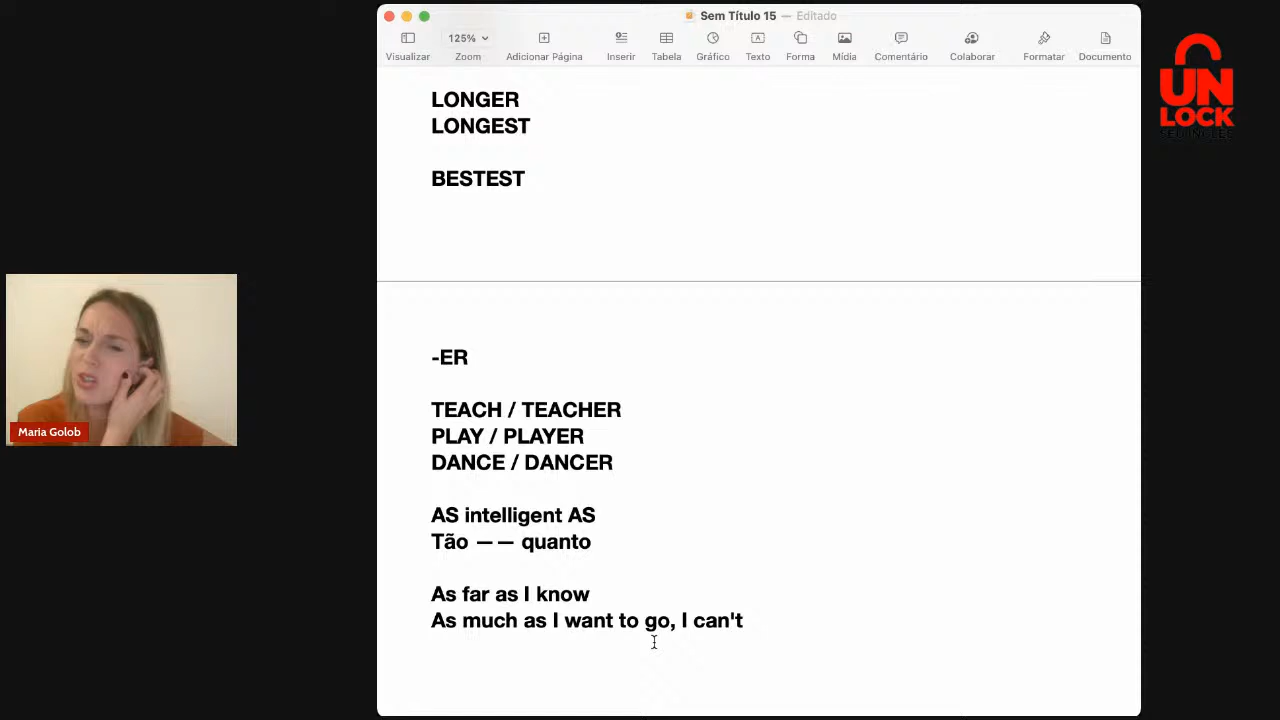 Sem Título 15 — Editado
125%
Visualizar Zoom Adicionar Página Inserir Tabela Gráfico Texto Forma Mídia Comentário Colaborar Formatar Documento
LONGER
LONGEST
BESTEST
-ER
TEACH / TEACHER
PLAY / PLAYER
DANCE / DANCER
AS intelligent AS
Tão —— quanto
As far as I know
As much as I want to go, I can't
Maria Golob
UN
LOCK
SEU INGLÊS